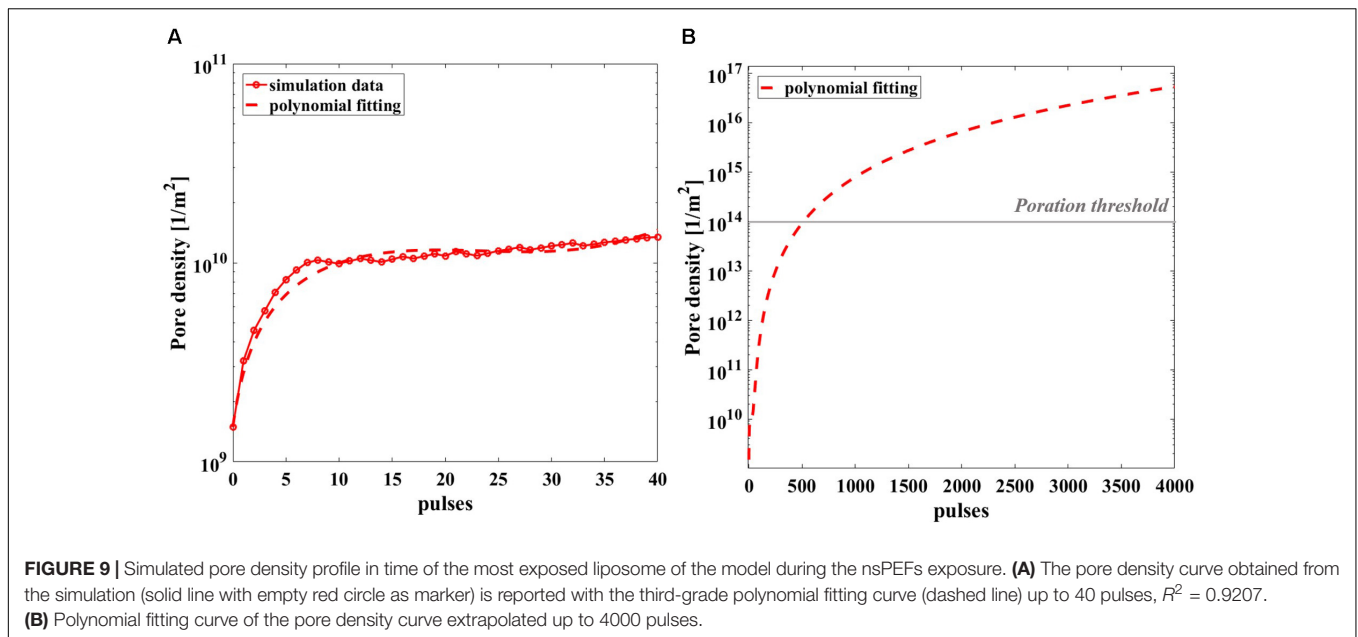 A
10^11
simulation data
polynomial fitting
Pore density [1/m^2]
10^10
10^9
0 5 10 15 20 25 30 35 40
pulses
B
10^17
polynomial fitting
10^16
10^15
Poration threshold
10^14
Pore density [1/m^2]
10^13
10^12
10^11
10^10
0 500 1000 1500 2000 2500 3000 3500 4000
pulses
FIGURE 9 | Simulated pore density profile in time of the most exposed liposome of the model during the nsPEFs exposure. (A) The pore density curve obtained from
the simulation (solid line with empty red circle as marker) is reported with the third-grade polynomial fitting curve (dashed line) up to 40 pulses, R^2 = 0.9207.
(B) Polynomial fitting curve of the pore density curve extrapolated up to 4000 pulses.